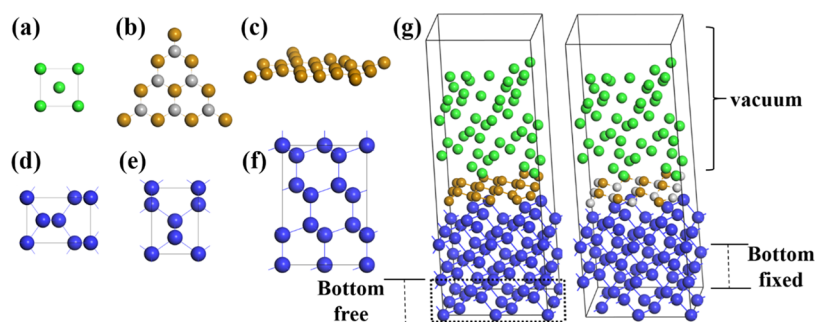 (a)
(b)
(c)
(g)
vacuum
(d)
(e)
(f)
Bottom
free
Bottom
fixed